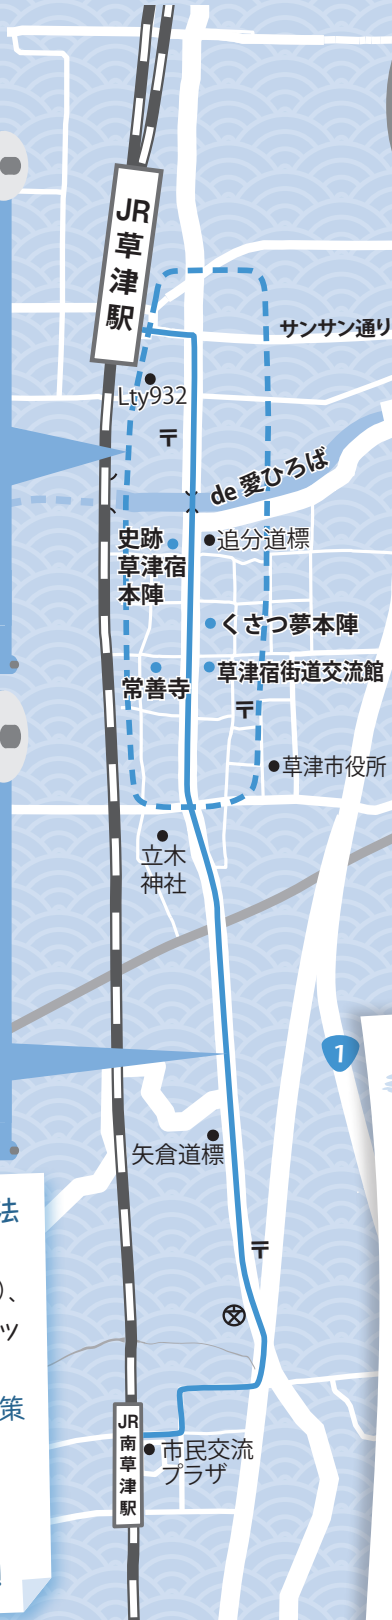 JR
草
津
駅
サンサン通り
Lty932
〒
de 愛ひろば
追分道標
史跡
草津宿
本陣
くさつ夢本陣
草津宿街道交流館
常善寺
〒
草津市役所
立木
神社
1
矢倉道標
法
)、
ッ
策
〒
JR
南
草
津
駅
市民交流
プラザ